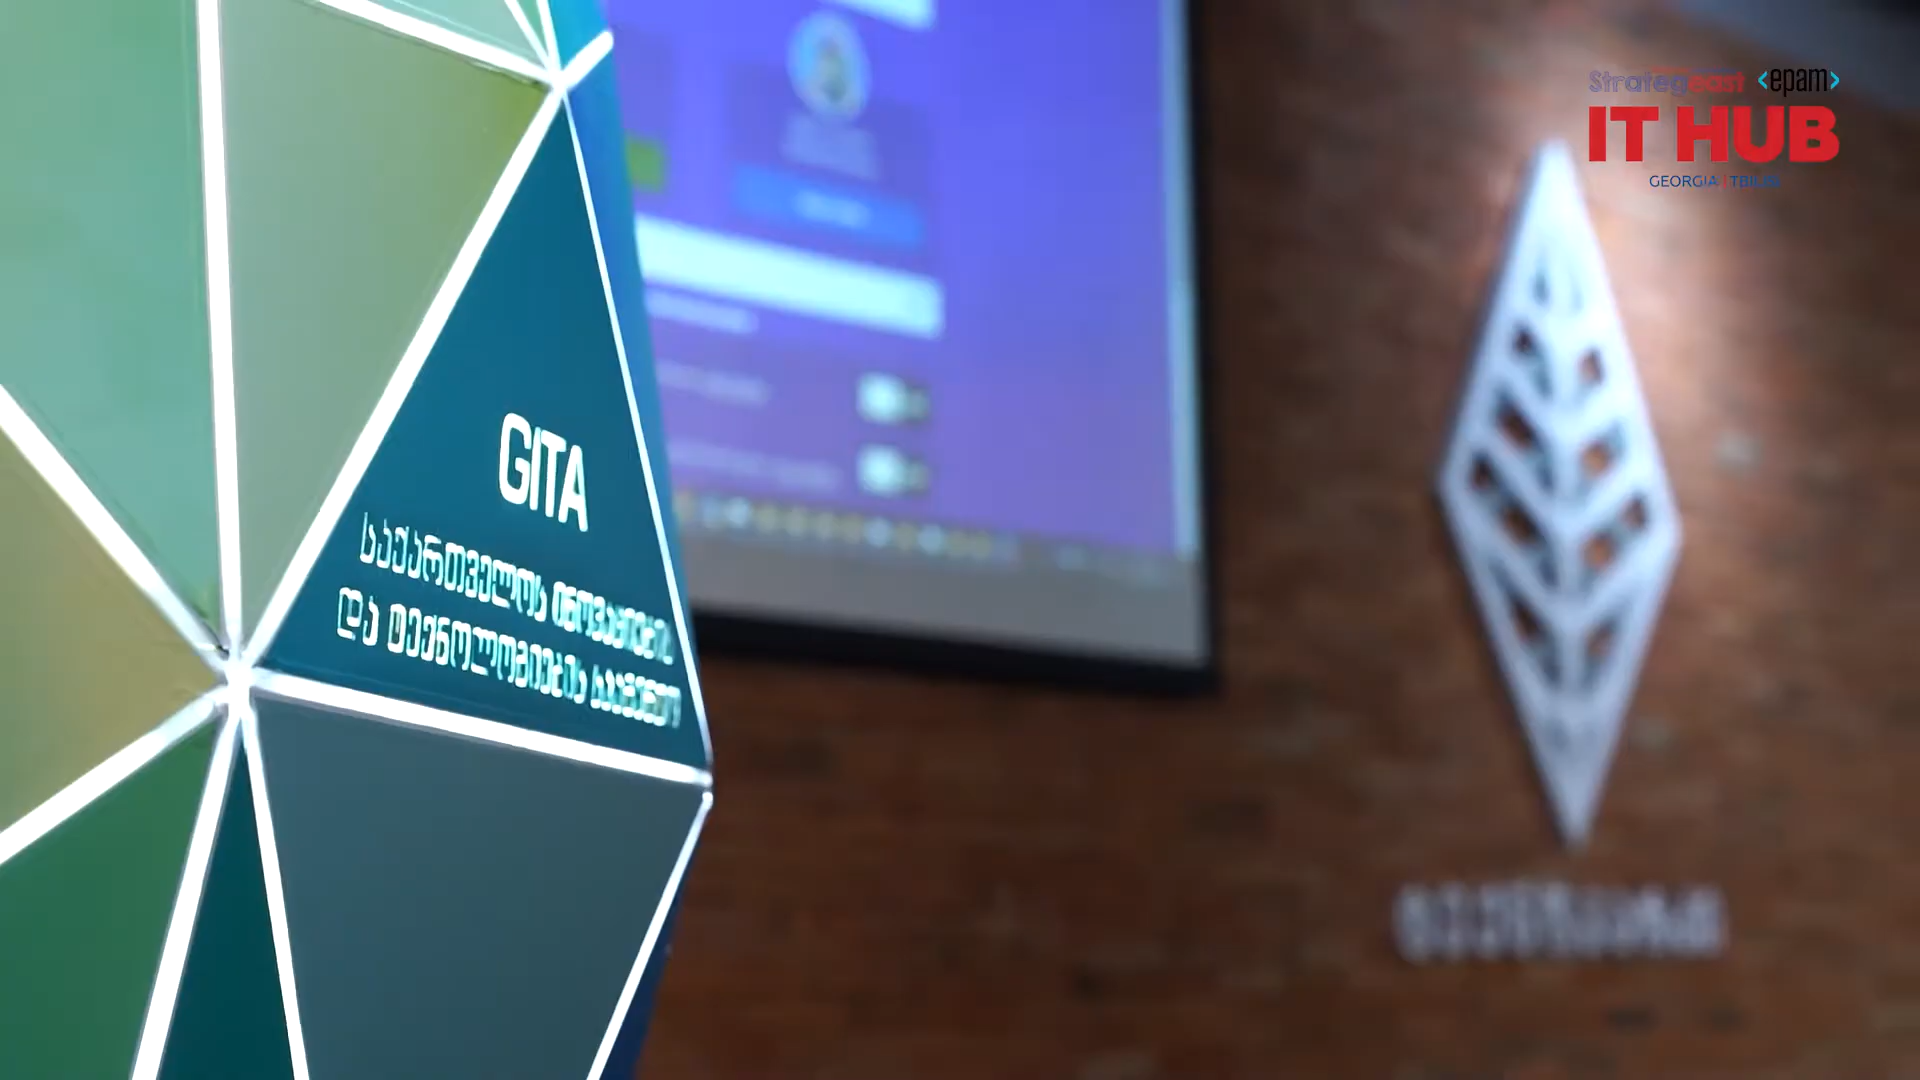 Strategeast <epam>
IT HUB
GEORGIA | TBILISI
GITA
საქართველოს ინოვაციების
და ტექნოლოგიების სააგენტო